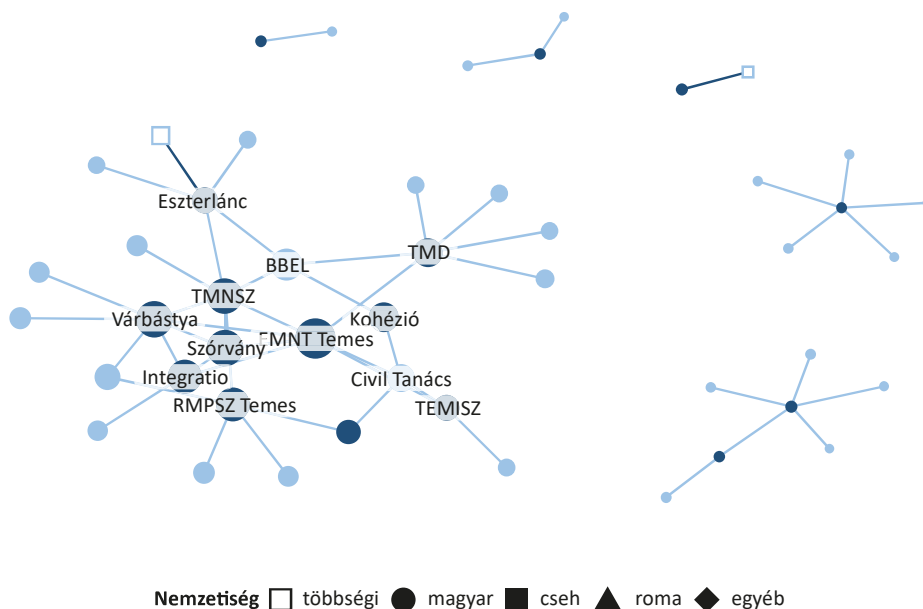 Eszterlánc
TMD
BBEL
TMNSZ
Várbástya
Kohézió
EMNT Temes
Szórvány
Integratio
Civil Tanács
RMPSZ Temes
TEMISZ
Nemzetiség többségi magyar cseh roma egyéb